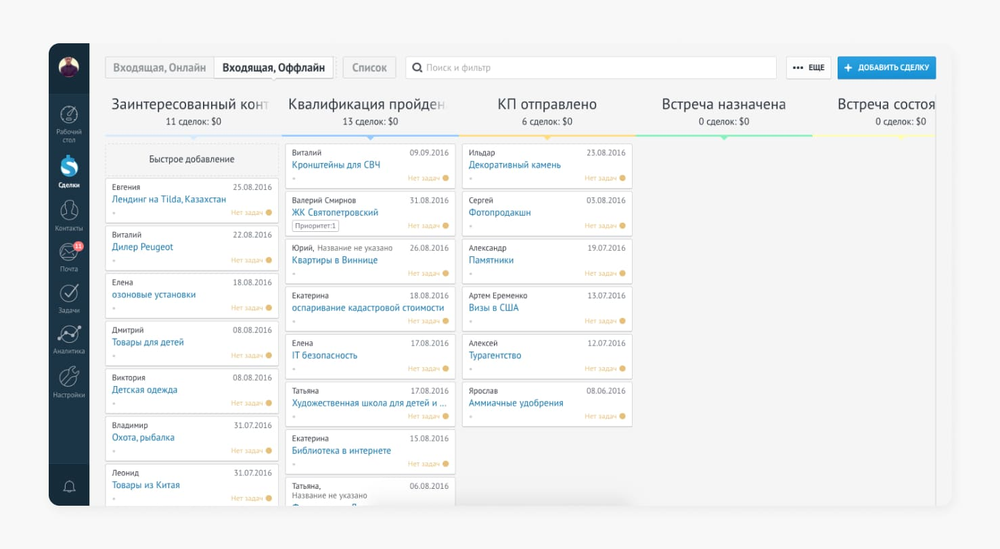 Входящая, Онлайн
Входящая, Оффлайн
Список
Поиск и фильтр
ЕЩЕ
ДОБАВИТЬ СДЕЛКУ
Рабочий
стол
Сделки
Контакты
11
Почта
Задачи
Аналитика
Настройки
Заинтересованный конт
11 сделок: $0
Быстрое добавление
Евгения
25.08.2016
Лендинг на Tilda, Казахстан
Нет задач
Виталий
22.08.2016
Дилер Peugeot
Нет задач
Елена
18.08.2016
озоновые установки
Нет задач
Дмитрий
08.08.2016
Товары для детей
Нет задач
Виктория
08.08.2016
Детская одежда
Нет задач
Владимир
31.07.2016
Охота, рыбалка
Нет задач
Леонид
31.07.2016
Товары из Китая
Нет задач
Квалификация пройден
13 сделок: $0
Виталий
09.09.2016
Кронштейны для СВЧ
Нет задач
Валерий Смирнов
31.08.2016
ЖК Святопетровский
Приоритет:1
Нет задач
Юрий, Название не указано
26.08.2016
Квартиры в Виннице
Нет задач
Екатерина
18.08.2016
оспаривание кадастровой стоимости
Нет задач
Елена
17.08.2016
IT безопасность
Нет задач
Татьяна
17.08.2016
Художественная школа для детей и ...
Нет задач
Екатерина
15.08.2016
Библиотека в интернете
Нет задач
Татьяна,
06.08.2016
Название не указано
КП отправлено
6 сделок: $0
Ильдар
23.08.2016
Декоративный камень
Нет задач
Сергей
03.08.2016
Фотопродакшн
Нет задач
Александр
19.07.2016
Памятники
Нет задач
Артем Еременко
13.07.2016
Визы в США
Нет задач
Алексей
12.07.2016
Турагентство
Нет задач
Ярослав
08.06.2016
Аммиачные удобрения
Нет задач
Встреча назначена
0 сделок: $0
Встреча состоя
0 сделок: $0